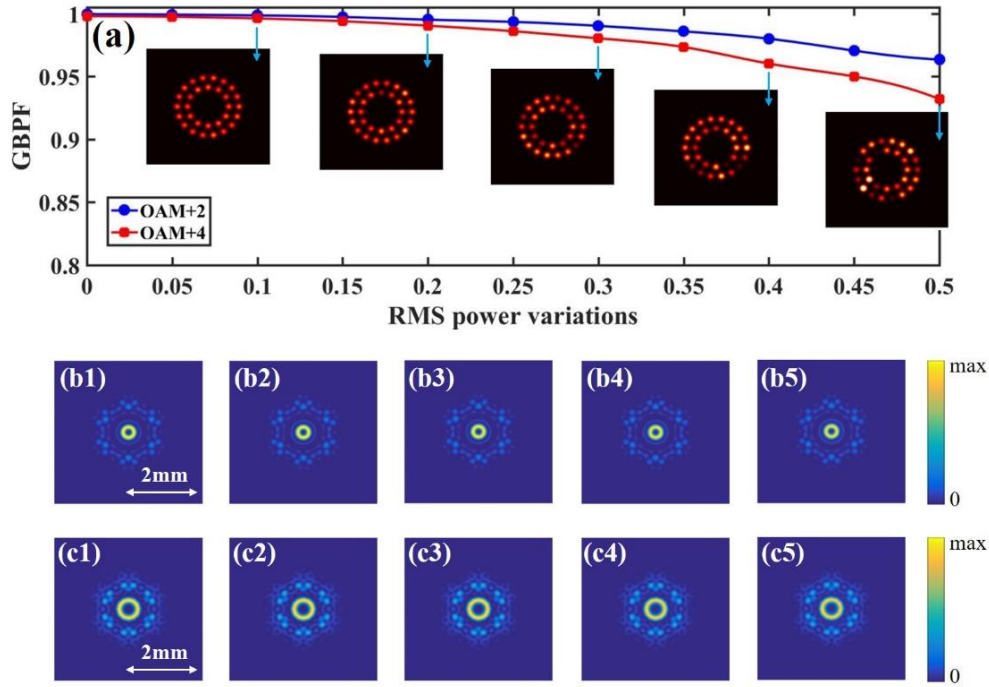 (a)
GBPF
1
0.95
0.9
0.85
0.8
OAM+2
OAM+4
0 0.05 0.1 0.15 0.2 0.25 0.3 0.35 0.4 0.45 0.5
RMS power variations
(b1) (b2) (b3) (b4) (b5) max
2mm
0
(c1) (c2) (c3) (c4) (c5) max
2mm
0